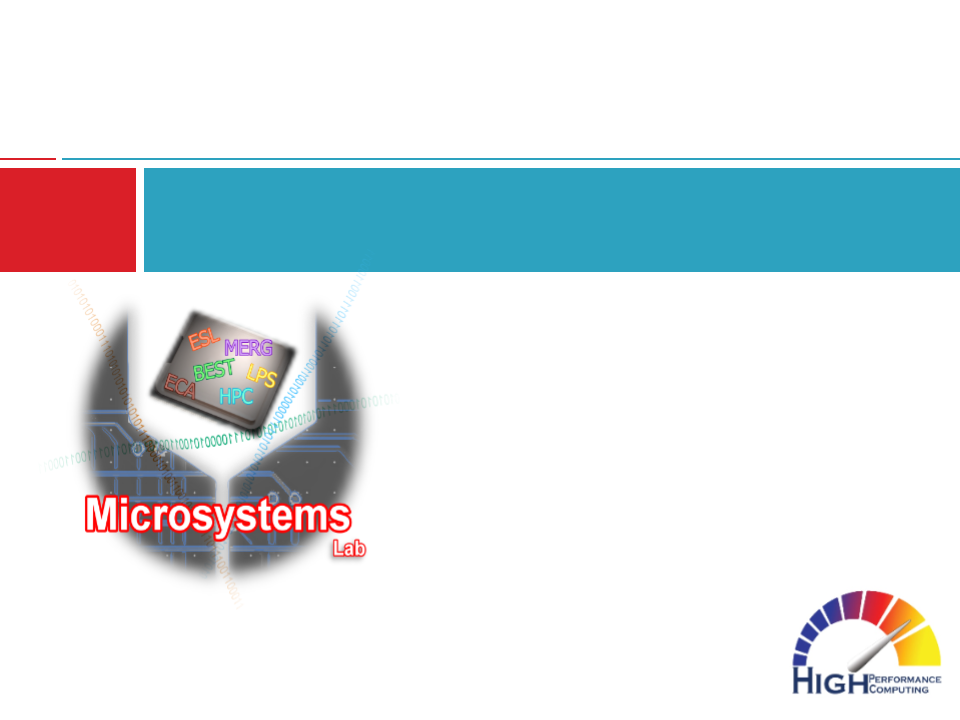 ESL
MERG
BEST
LPS
ECA
HPC
Microsystems
Lab
HIGH PERFORMANCE
COMPUTING